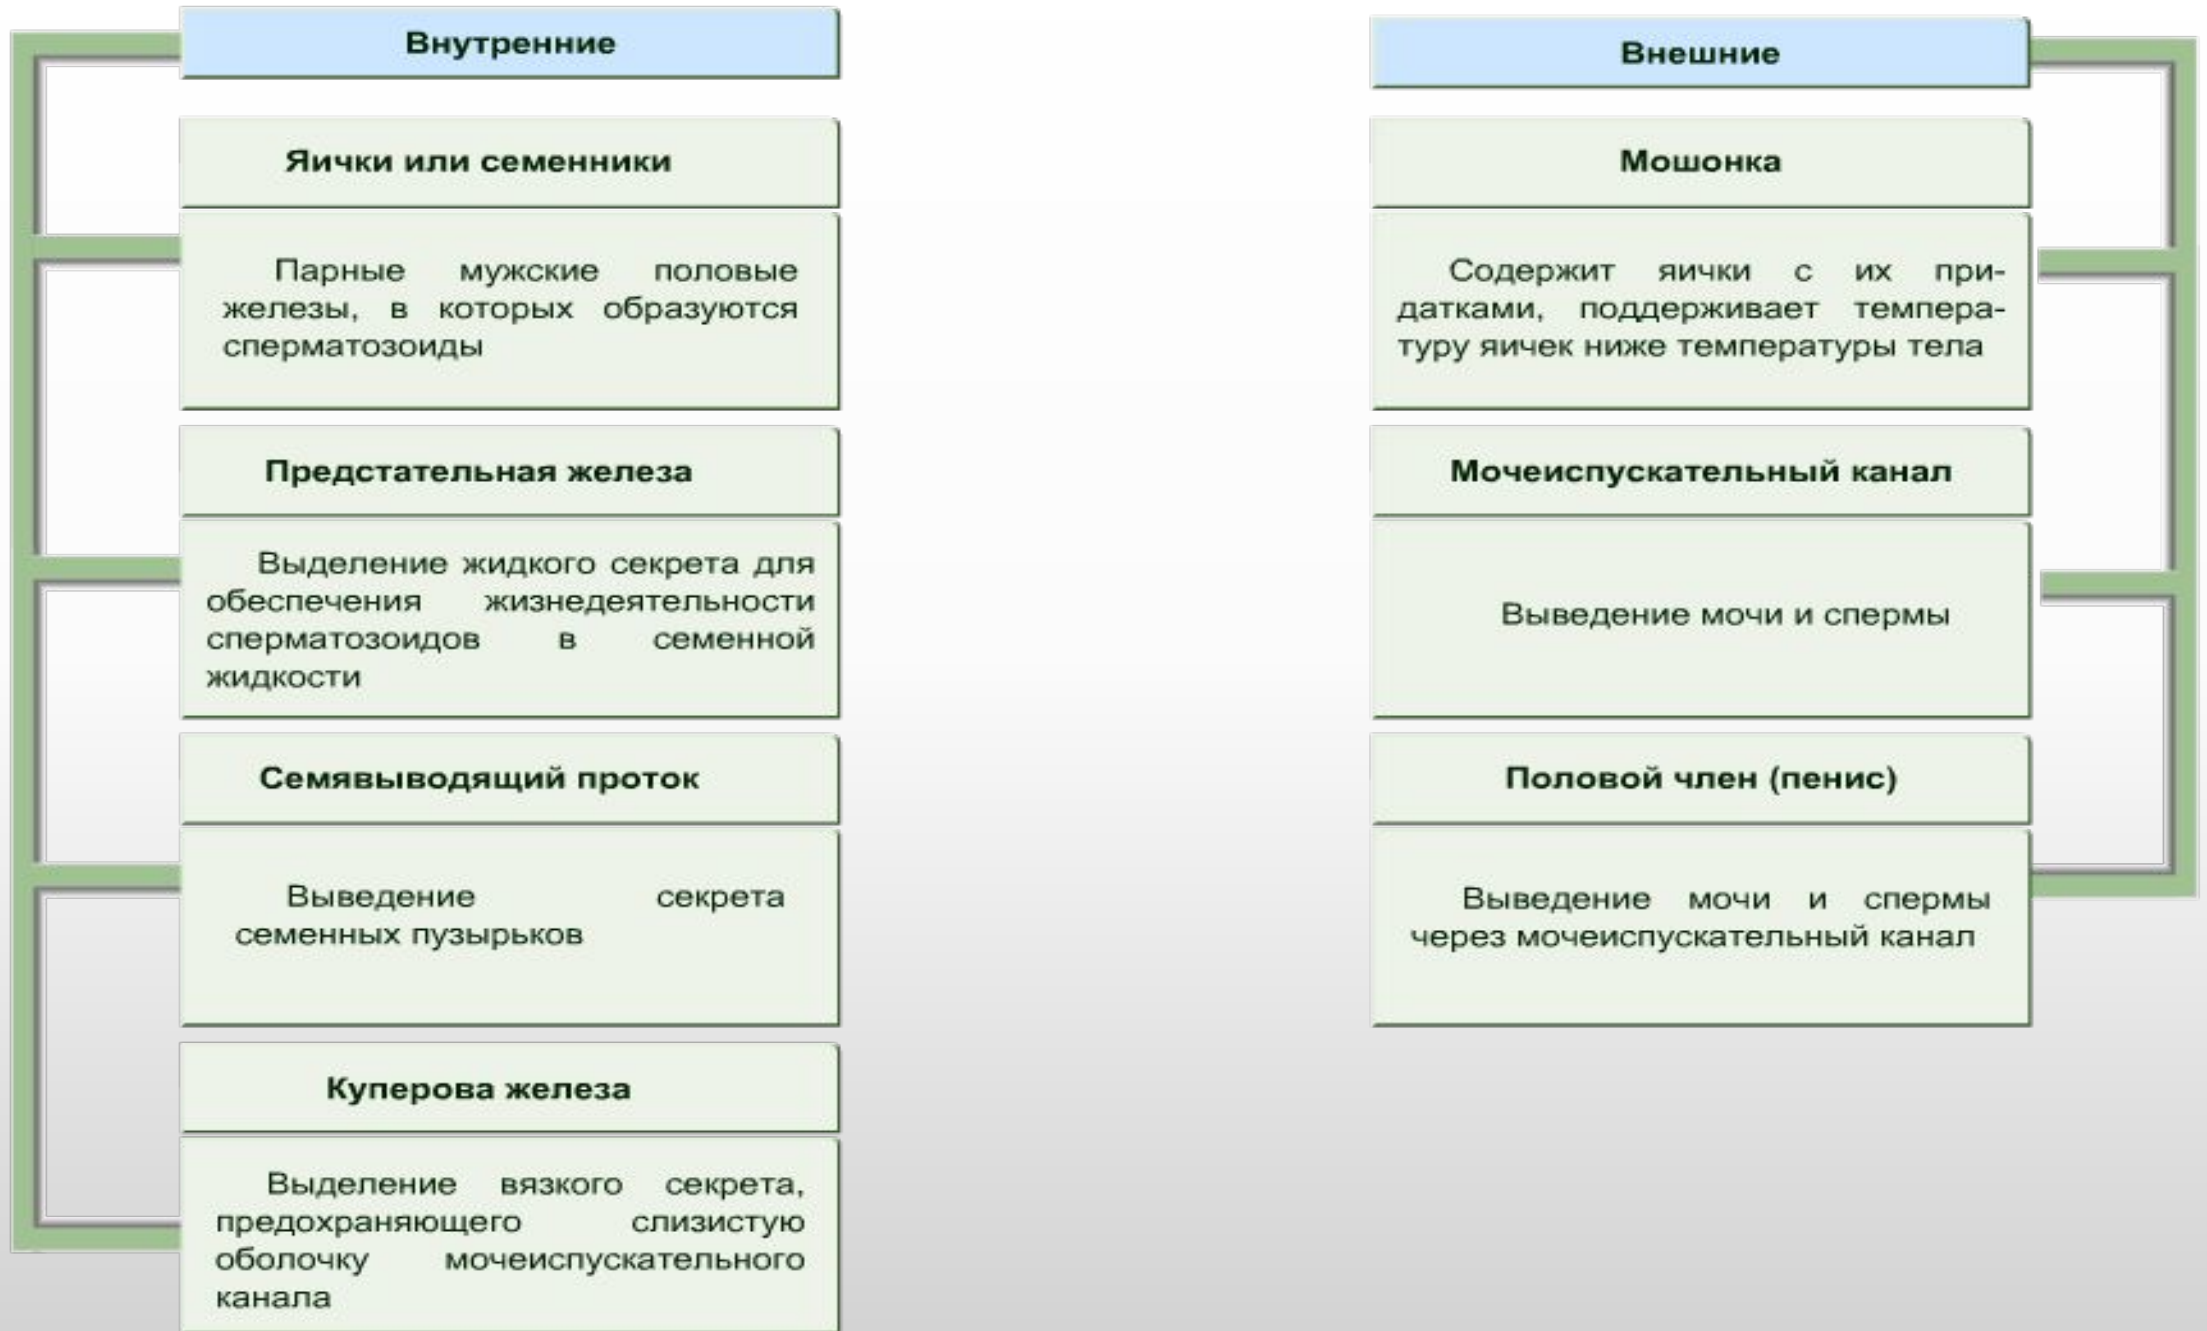 Внутренние
Яички или семенники
Парные мужские половые
железы, в которых образуются
сперматозоиды
Предстательная железа
Выделение жидкого секрета для
обеспечения жизнедеятельности
сперматозоидов в семенной
жидкости
Семявыводящий проток
Выведение секрета
семенных пузырьков
Куперова железа
Выделение вязкого секрета,
предохраняющего слизистую
оболочку мочеиспускательного
канала
Внешние
Мошонка
Содержит яички с их при-
датками, поддерживает темпера-
туру яичек ниже температуры тела
Мочеиспускательный канал
Выведение мочи и спермы
Половой член (пенис)
Выведение мочи и спермы
через мочеиспускательный канал